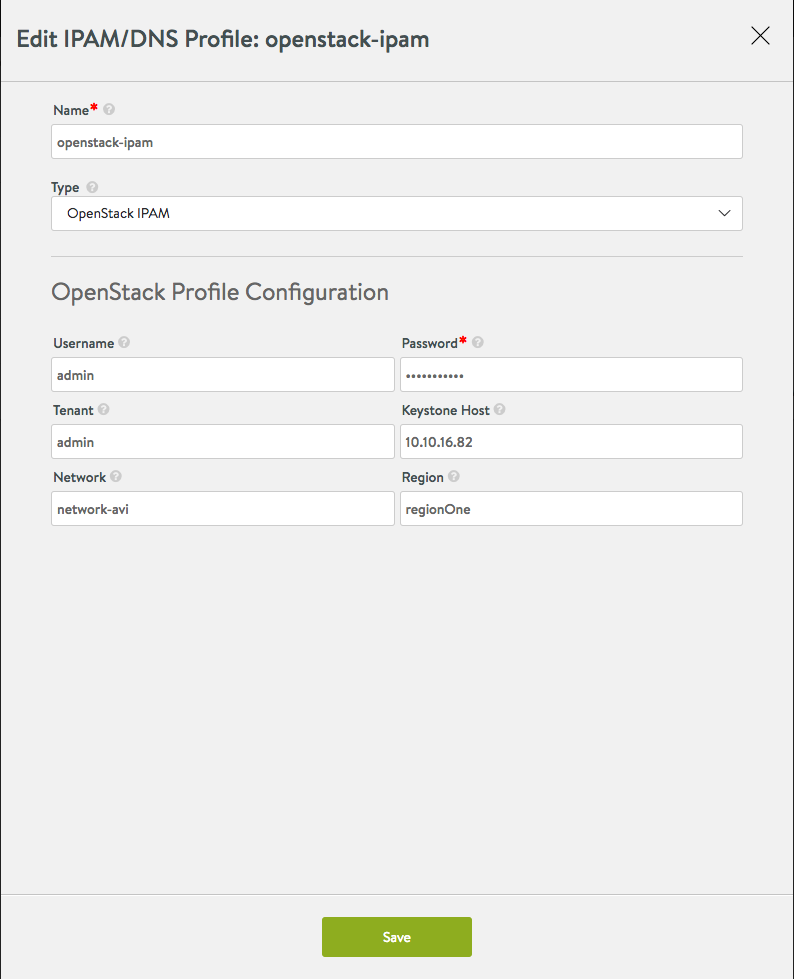 Edit IPAM/DNS Profile: openstack-ipam
Name*
openstack-ipam
Type
OpenStack IPAM
OpenStack Profile Configuration
Username Password*
admin •••••••••••
Tenant Keystone Host
admin 10.10.16.82
Network Region
network-avi regionOne
Save